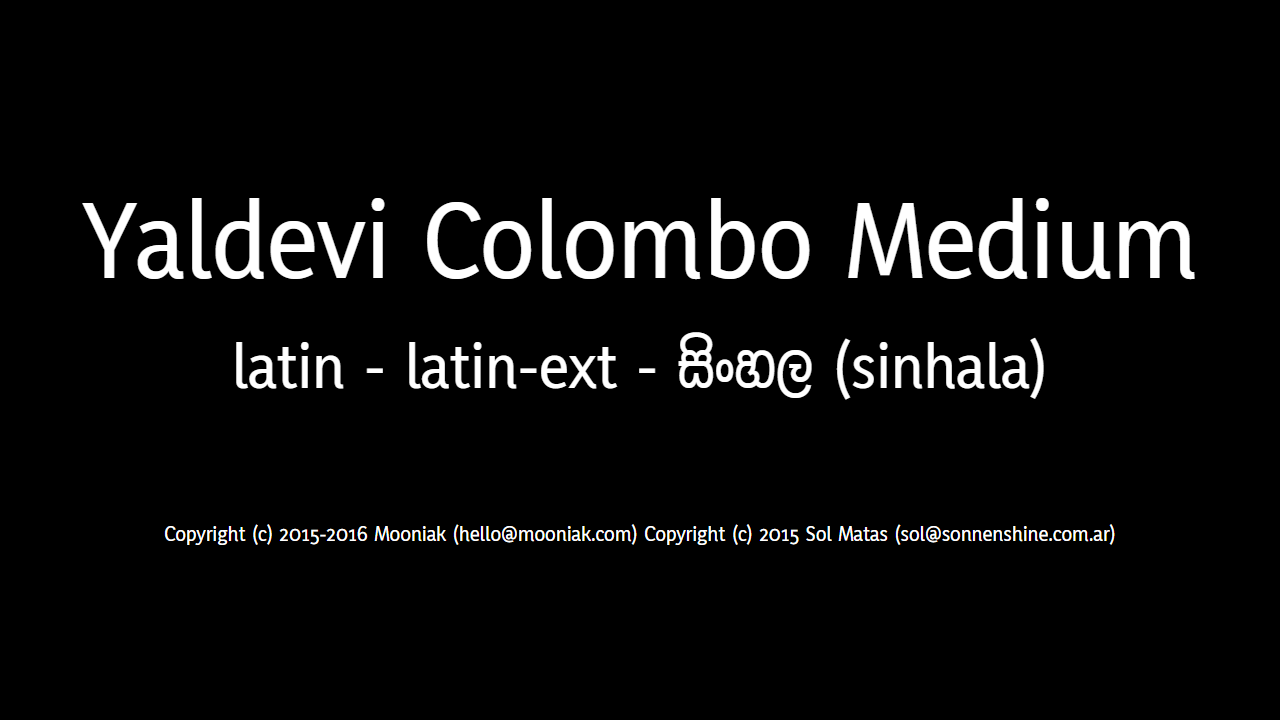 Yaldevi Colombo Medium
latin - latin-ext - සිංහල (sinhala)
Copyright (c) 2015-2016 Mooniak (hello@mooniak.com) Copyright (c) 2015 Sol Matas (sol@sonnenshine.com.ar)